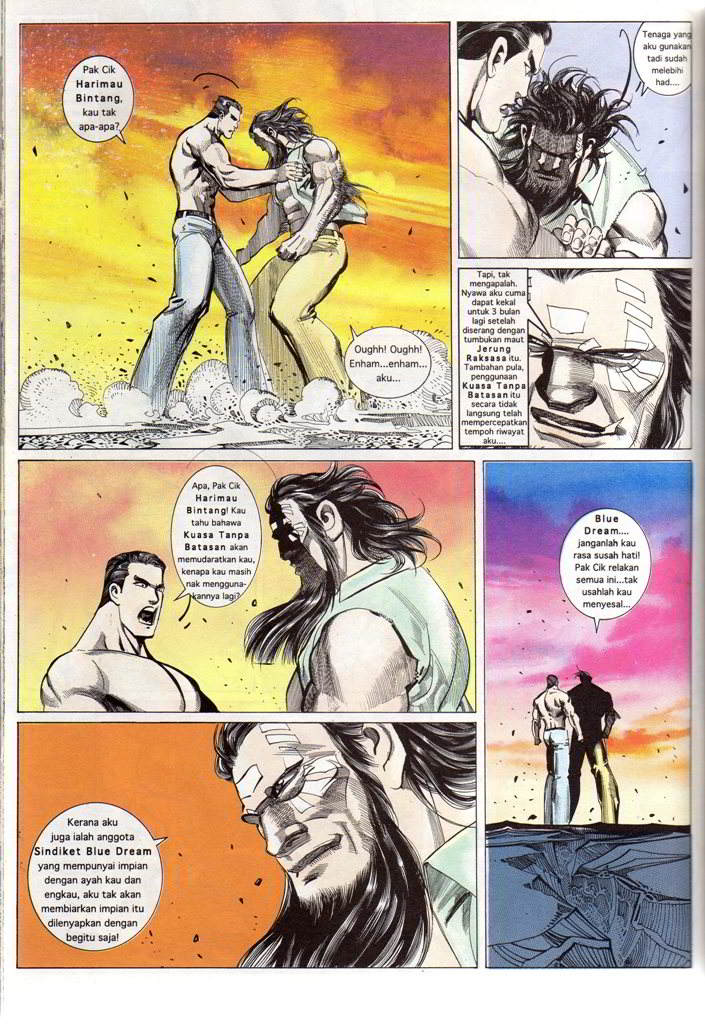 Pak Cik
Harimau
Bintang,
kau tak
apa-apa?
Oughh! Oughh!
Enham...enham...
aku...
Tenaga yang
aku gunakan
tadi sudah
melebihi
had....
Tapi, tak
mengapalah.
Nyawa aku cuma
dapat kekal
untuk 3 bulan
lagi setelah
diserang dengan
tumbukan maut
Jerung
Raksasa itu.
Tambahan pula,
penggunaan
Kuasa Tanpa
Batasan itu
secara tidak
langsung telah
mempercepatkan
tempoh riwayat
aku....
Apa, Pak Cik
Harimau
Bintang! Kau
tahu bahawa
Kuasa Tanpa
Batasan akan
memudaratkan kau,
kenapa kau masih
nak mengguna-
kannya lagi?
Blue
Dream....
janganlah kau
rasa susah hati!
Pak Cik relakan
semua ini...tak
usahlah kau
menyesal...
Kerana aku
juga ialah anggota
Sindiket Blue Dream
yang mempunyai impian
dengan ayah kau dan
engkau, aku tak akan
membiarkan impian itu
dilenyapkan dengan
begitu saja!